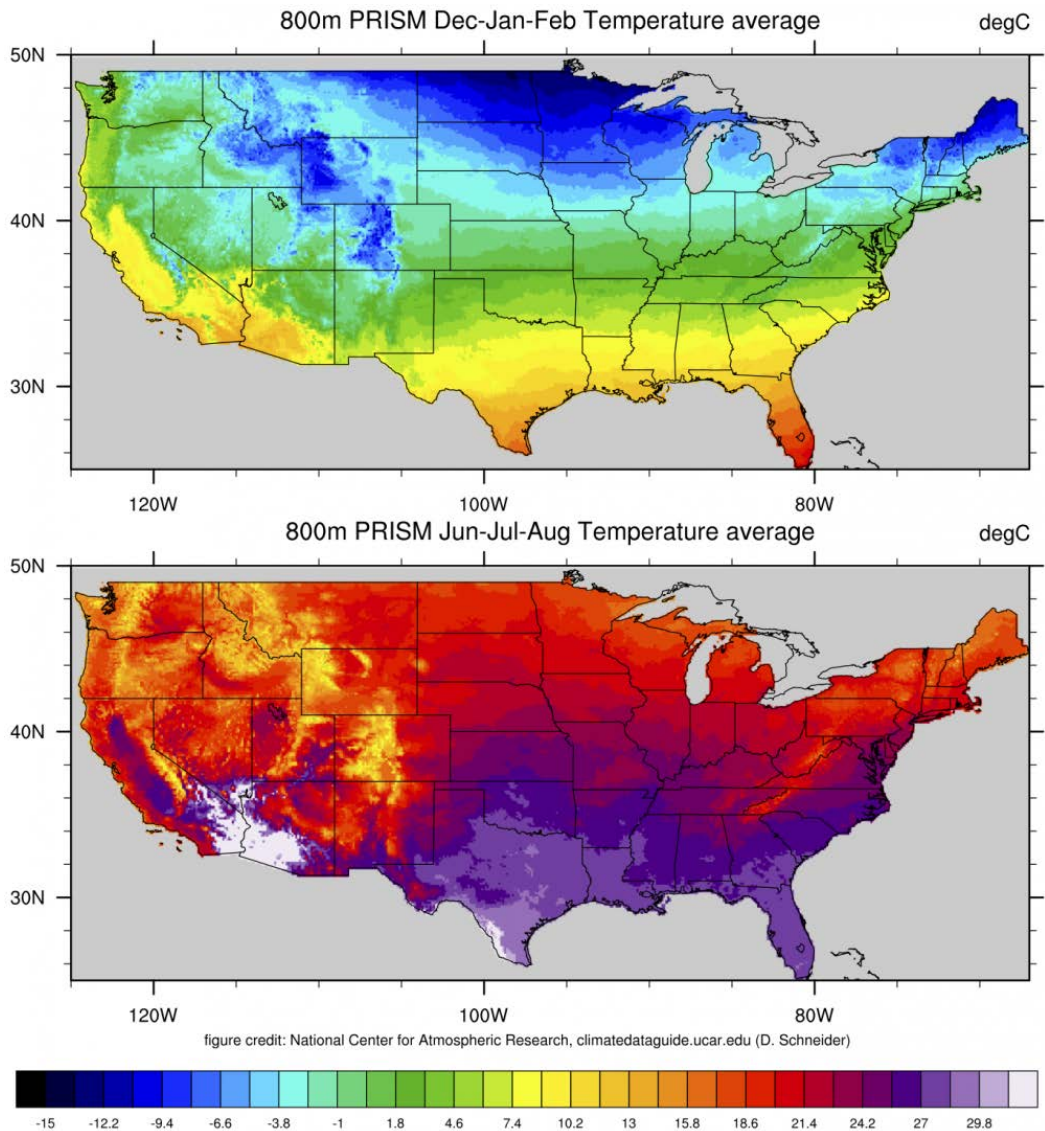 800m PRISM Dec-Jan-Feb Temperature average degC
50N
40N
30N
120W 100W 80W
800m PRISM Jun-Jul-Aug Temperature average degC
50N
40N
30N
120W 100W 80W
figure credit: National Center for Atmospheric Research, climatedataguide.ucar.edu (D. Schneider)
-15 -12.2 -9.4 -6.6 -3.8 -1 1.8 4.6 7.4 10.2 13 15.8 18.6 21.4 24.2 27 29.8